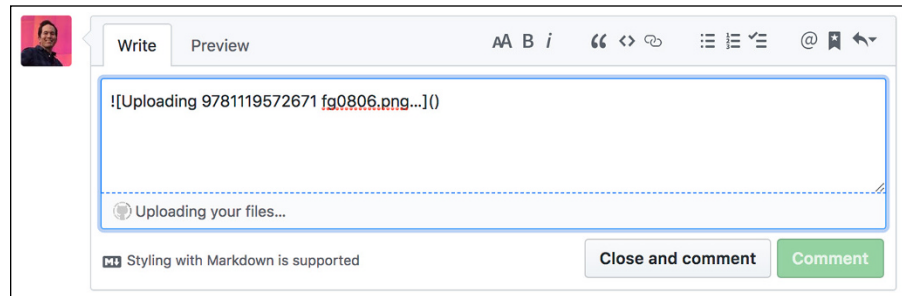 Write Preview AA B i
![Uploading 9781119572671 fg0806.png...]()
Uploading your files...
Styling with Markdown is supported
Close and comment Comment